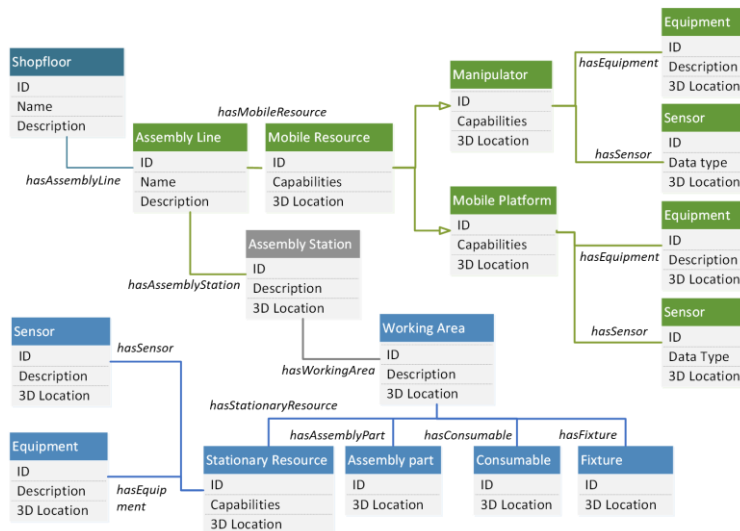 Shopfloor
ID
Name
Description
hasAssemblyLine
hasMobileResource
Assembly Line
ID
Name
Description
Mobile Resource
ID
Capabilities
3D Location
Manipulator
ID
Capabilities
3D Location
hasEquipment
hasSensor
Equipment
ID
Description
3D Location
Sensor
ID
Data type
3D Location
Mobile Platform
ID
Capabilities
3D Location
hasEquipment
hasSensor
Equipment
ID
Description
3D Location
Sensor
ID
Data Type
3D Location
hasAssemblyStation
Assembly Station
ID
Description
3D Location
hasWorkingArea
Working Area
ID
Description
3D Location
Sensor
ID
Description
3D Location
hasSensor
Equipment
ID
Description
3D Location
hasEquip
ment
hasStationaryResource
hasAssemblyPart
hasConsumable
hasFixture
Stationary Resource
ID
Capabilities
3D Location
Assembly part
ID
3D Location
Consumable
ID
3D Location
Fixture
ID
3D Location